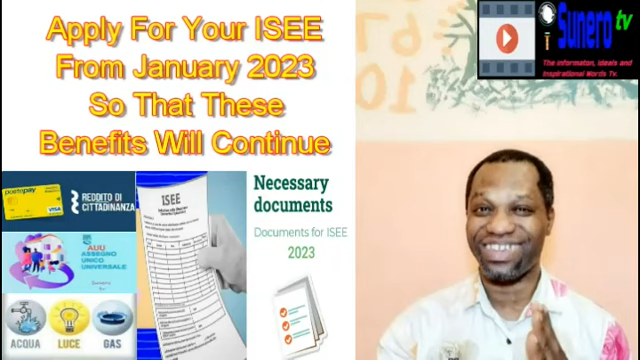 Apply For Your ISEE
From January 2023
So That These
Benefits Will Continue
Sunero tv
The informaton, ideals and
Inspirational Words Tv.
postepay
VISA
REDDITO DI
CITTADINANZA
AUU
ASSEGNO
UNICO
UNIVERSALE
ACQUA
LUCE
GAS
ISEE
Necessary
documents
Documents for ISEE
2023